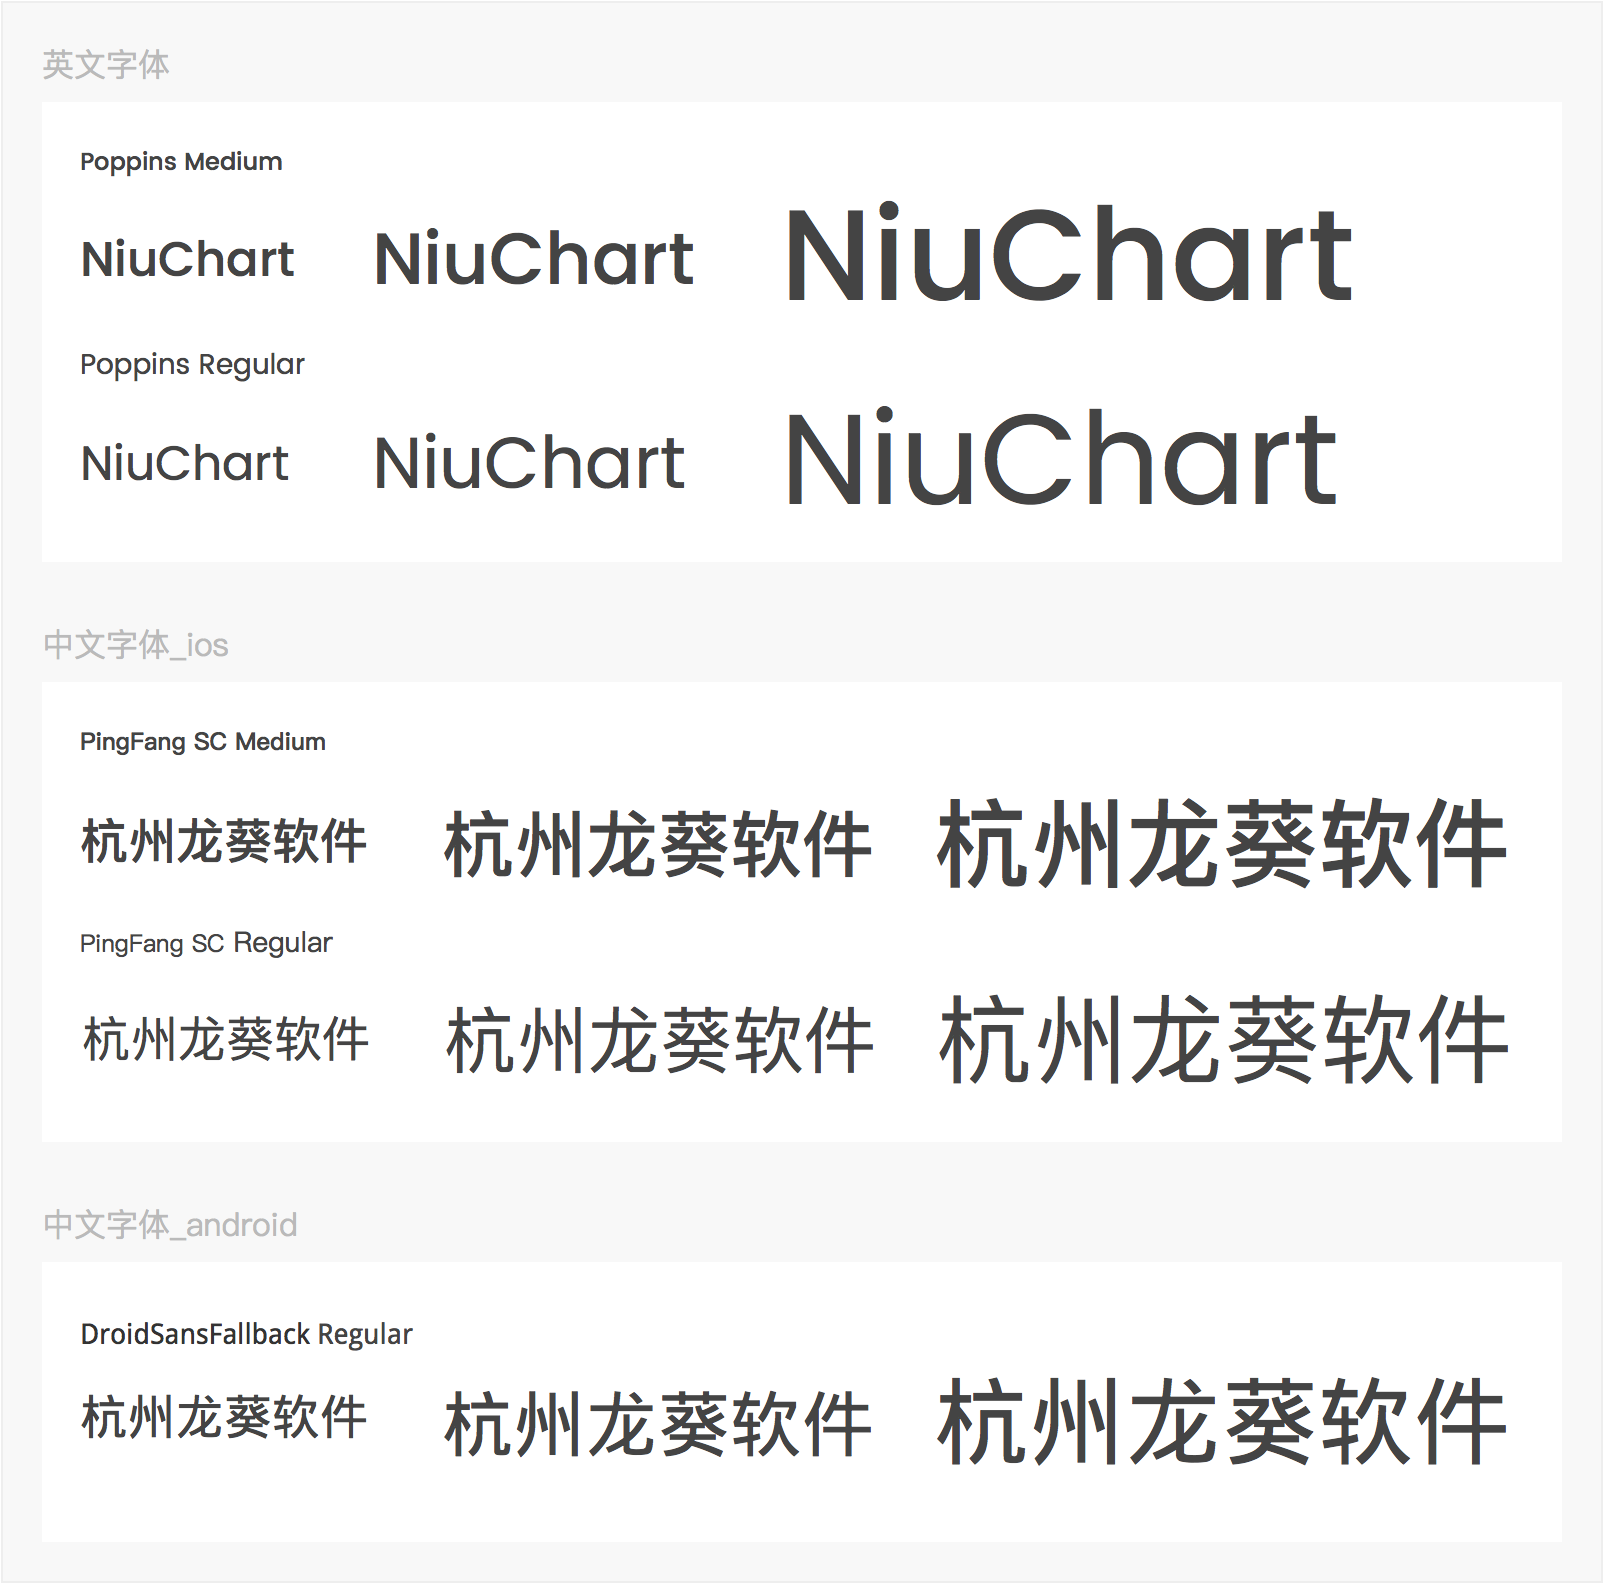 英文字体
Poppins Medium
NiuChart NiuChart NiuChart
Poppins Regular
NiuChart NiuChart NiuChart
中文字体_ios
PingFang SC Medium
杭州龙葵软件 杭州龙葵软件 杭州龙葵软件
PingFang SC Regular
杭州龙葵软件 杭州龙葵软件 杭州龙葵软件
中文字体_android
DroidSansFallback Regular
杭州龙葵软件 杭州龙葵软件 杭州龙葵软件